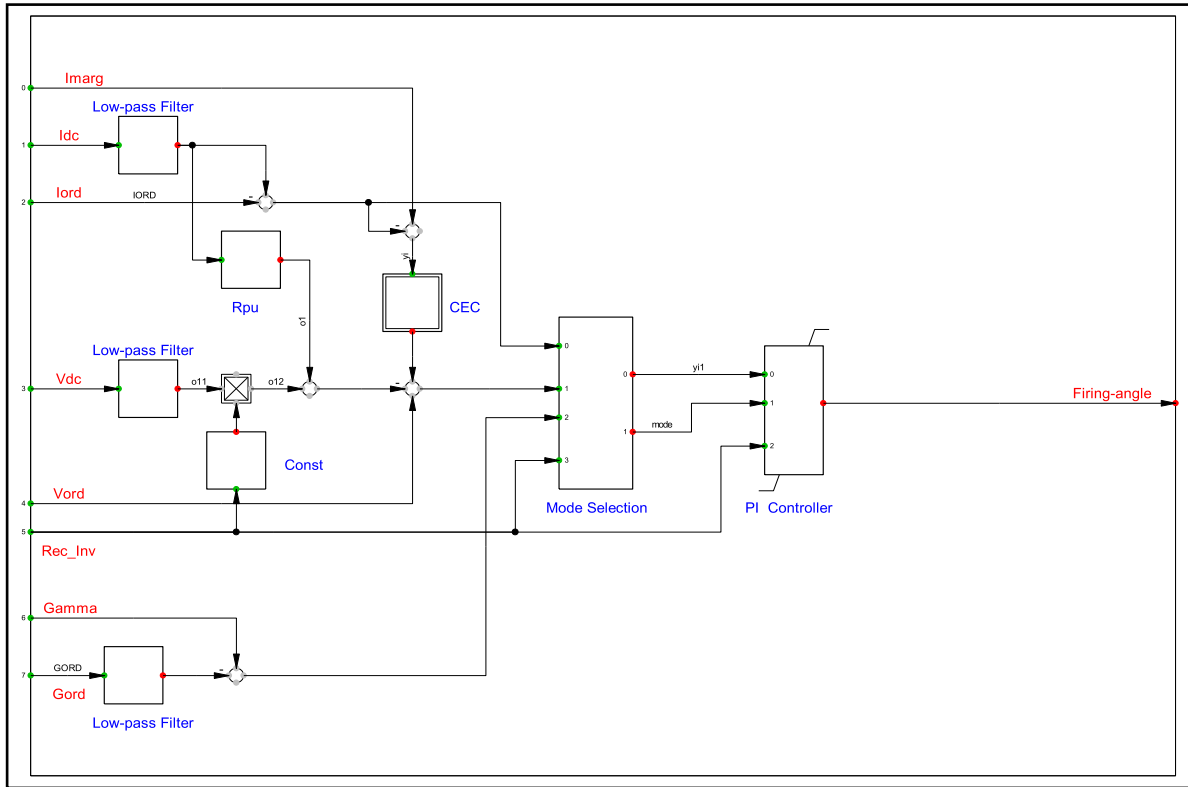 0
Imarg
Low-pass Filter
1
Idc
2
Iord
IORD
-
-
yi
Rpu
o1
CEC
Low-pass Filter
3
Vdc
o11
o12
-
Const
4
Vord
5
Rec_Inv
0
1
2
3
0
1
Mode Selection
yi1
mode
0
1
2
PI Controller
Firing-angle
6
Gamma
7
GORD
Gord
-
Low-pass Filter